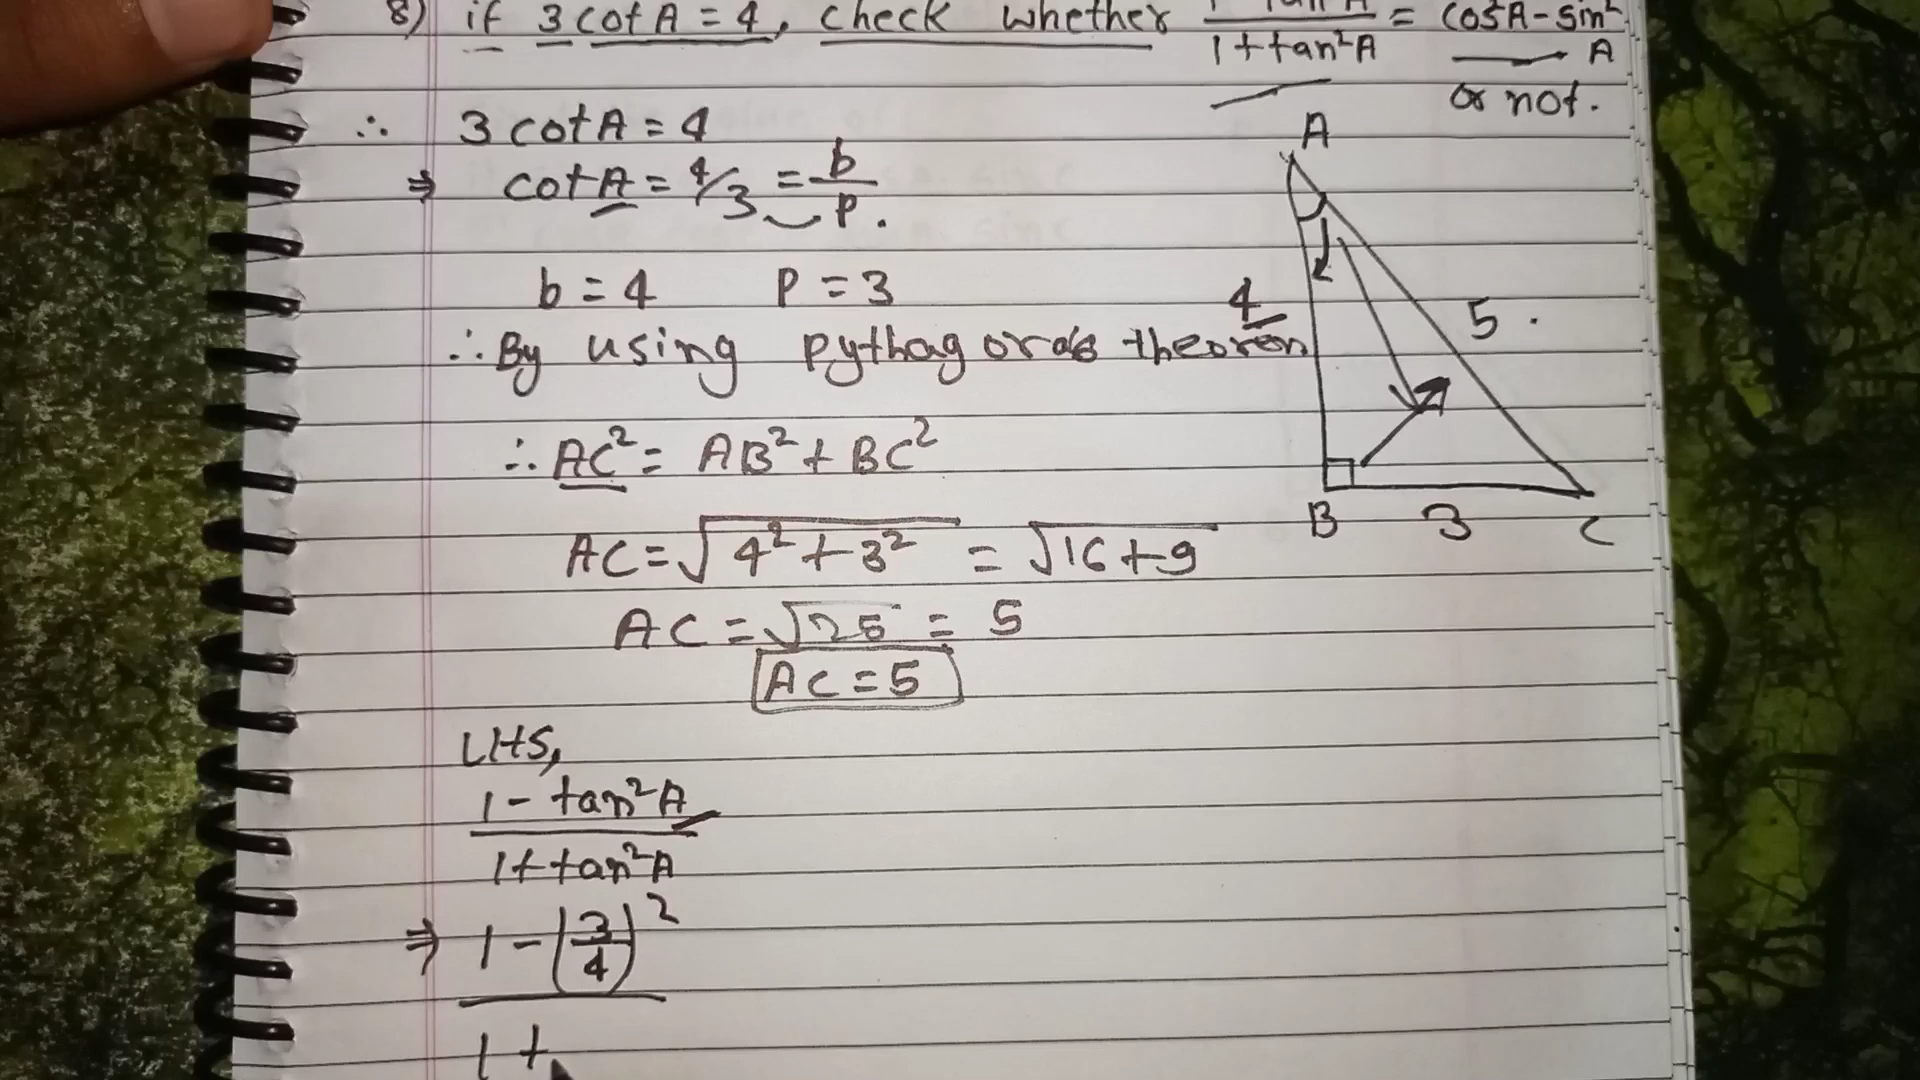 8) if 3 cot A = 4, check whether 1 - tan²A / 1 + tan²A = cos²A - sin²A or not.
∴ 3 cot A = 4
⇒ cot A = 4/3 = b/p.
b = 4 p = 3
∴ By using pythagoras theorem
∴ AC² = AB² + BC²
AC = √4² + 3² = √16 + 9
AC = √25 = 5
AC = 5
LHS,
1 - tan²A
1 + tan²A
⇒ 1 - (3/4)²
1 +
A
4
5 .
B 3 C